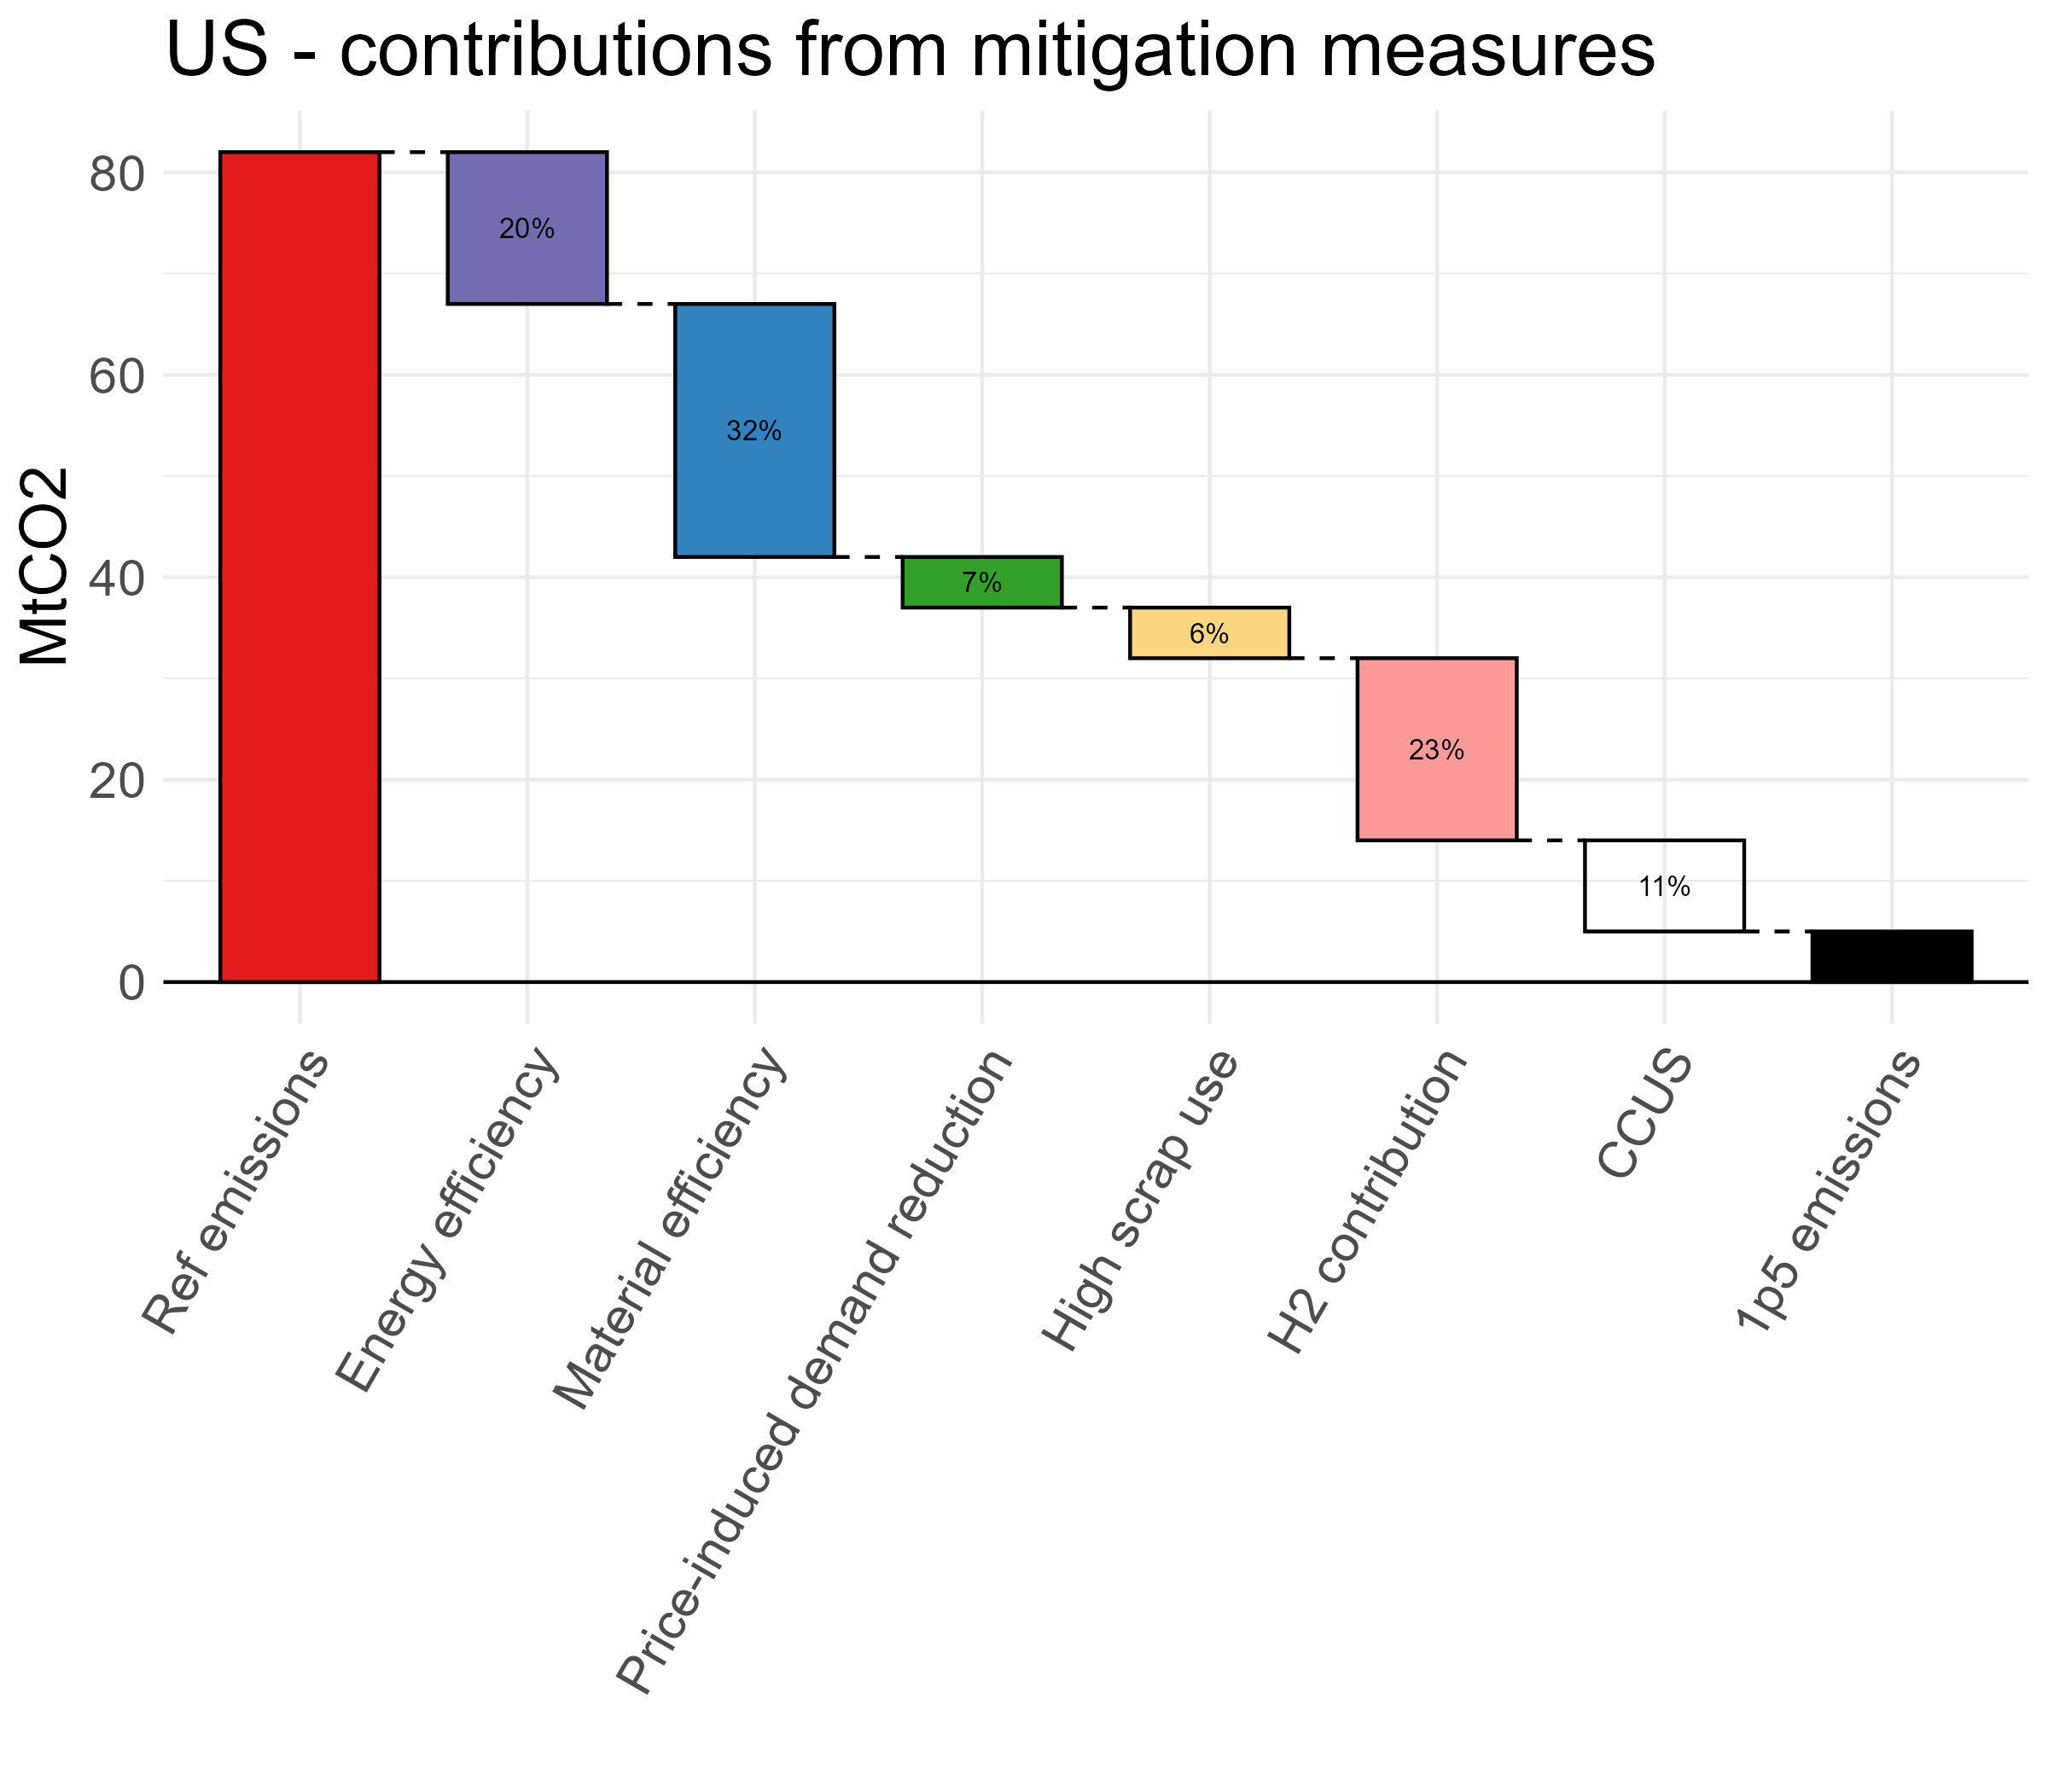 US - contributions from mitigation measures
MtCO2
80
60
40
20
0
20%
32%
7%
6%
23%
11%
Ref emissions
Energy efficiency
Material efficiency
Price-induced demand reduction
High scrap use
H2 contribution
CCUS
1p5 emissions